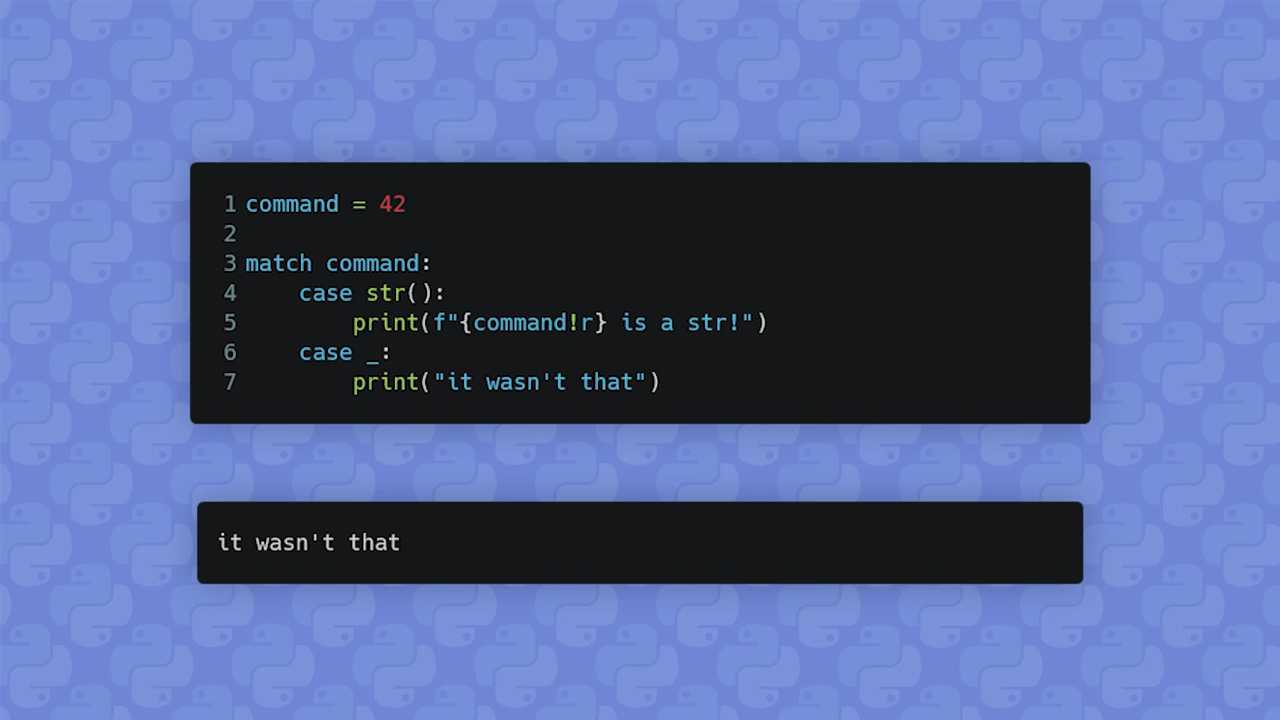 1 command = 42
2
3 match command:
4     case str():
5         print(f"{command!r} is a str!")
6     case _:
7         print("it wasn't that")
it wasn't that